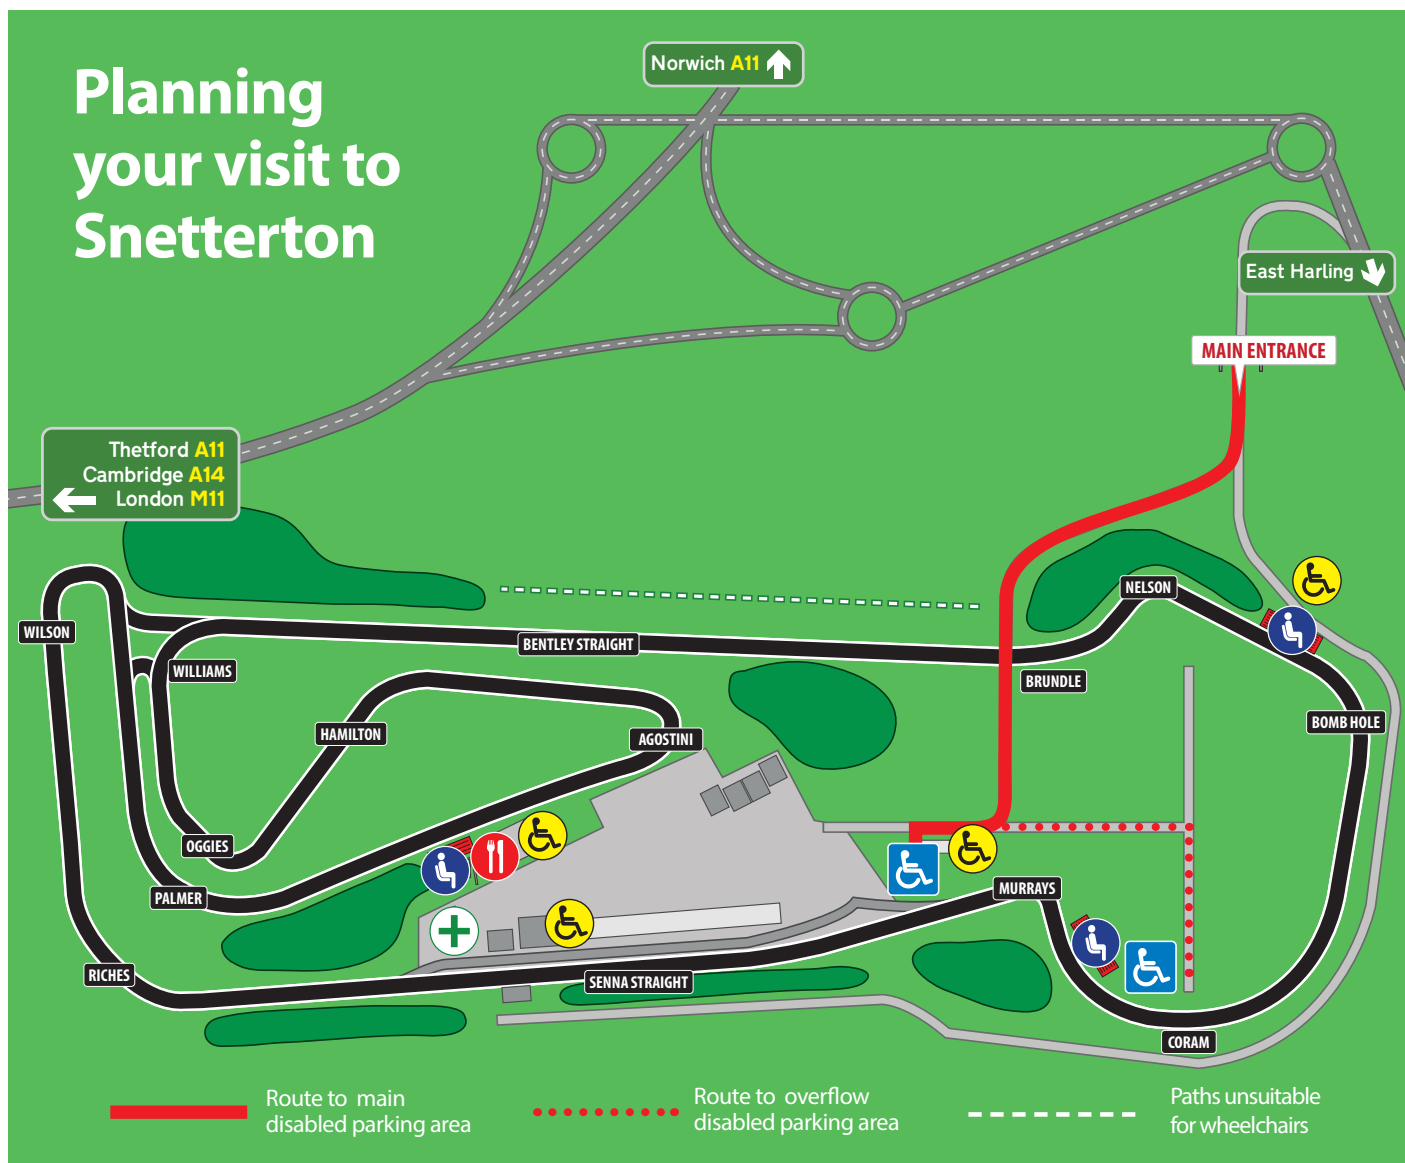 Planning
your visit to
Snetterton
Norwich A11
East Harling
MAIN ENTRANCE
Thetford A11
Cambridge A14
London M11
NELSON
WILSON
BENTLEY STRAIGHT
WILLIAMS
BRUNDLE
BOMB HOLE
HAMILTON
AGOSTINI
OGGIES
MURRAYS
PALMER
RICHES
SENNA STRAIGHT
CORAM
Route to main
disabled parking area
Route to overflow
disabled parking area
Paths unsuitable
for wheelchairs